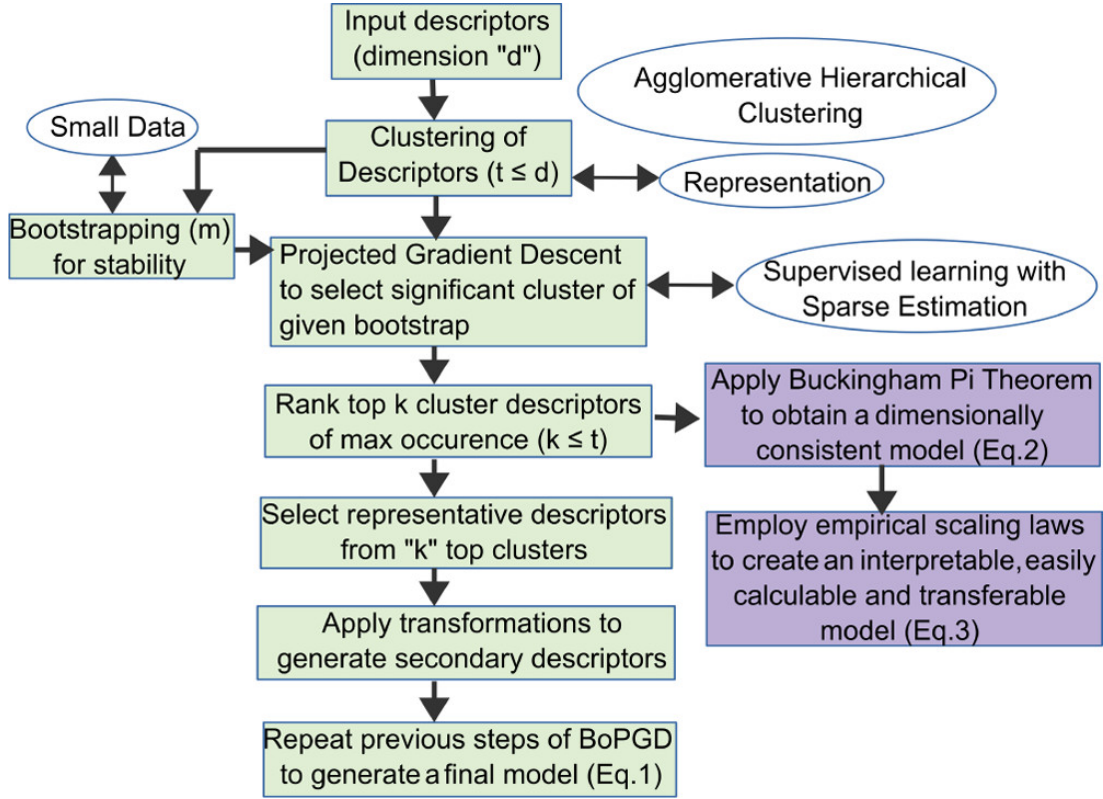 Input descriptors
(dimension "d")
Agglomerative Hierarchical
Clustering
Small Data
Clustering of
Descriptors (t ≤ d)
Representation
Bootstrapping (m)
for stability
Projected Gradient Descent
to select significant cluster of
given bootstrap
Supervised learning with
Sparse Estimation
Rank top k cluster descriptors
of max occurence (k ≤ t)
Apply Buckingham Pi Theorem
to obtain a dimensionally
consistent model (Eq.2)
Select representative descriptors
from "k" top clusters
Employ empirical scaling laws
to create an interpretable, easily
calculable and transferable
model (Eq.3)
Apply transformations to
generate secondary descriptors
Repeat previous steps of BoPGD
to generate a final model (Eq.1)